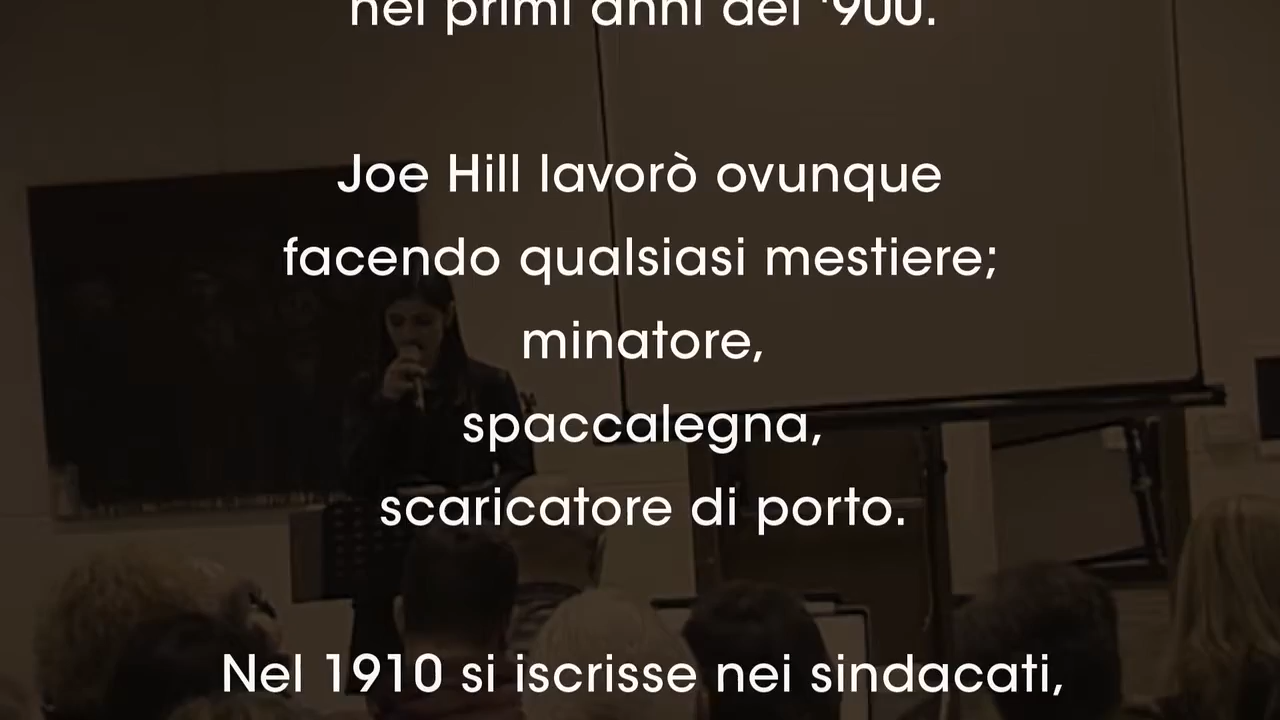 nei primi anni del '900.
Joe Hill lavorò ovunque
facendo qualsiasi mestiere;
minatore,
spaccalegna,
scaricatore di porto.
Nel 1910 si iscrisse nei sindacati,